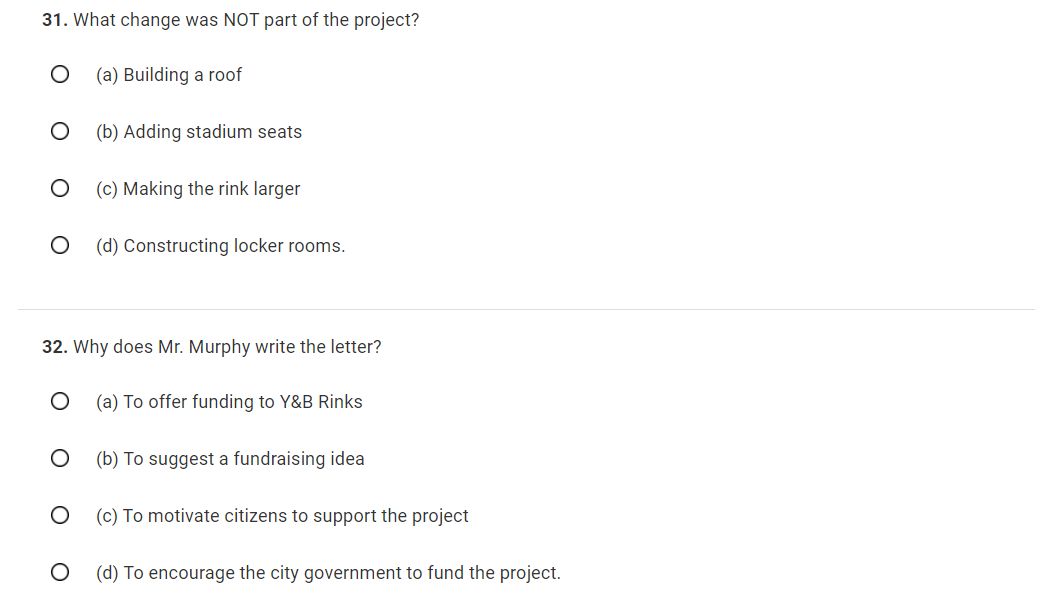 31. What change was NOT part of the project?
(a) Building a roof
(b) Adding stadium seats
(c) Making the rink larger
(d) Constructing locker rooms.
32. Why does Mr. Murphy write the letter?
(a) To offer funding to Y&B Rinks
(b) To suggest a fundraising idea
(c) To motivate citizens to support the project
(d) To encourage the city government to fund the project.